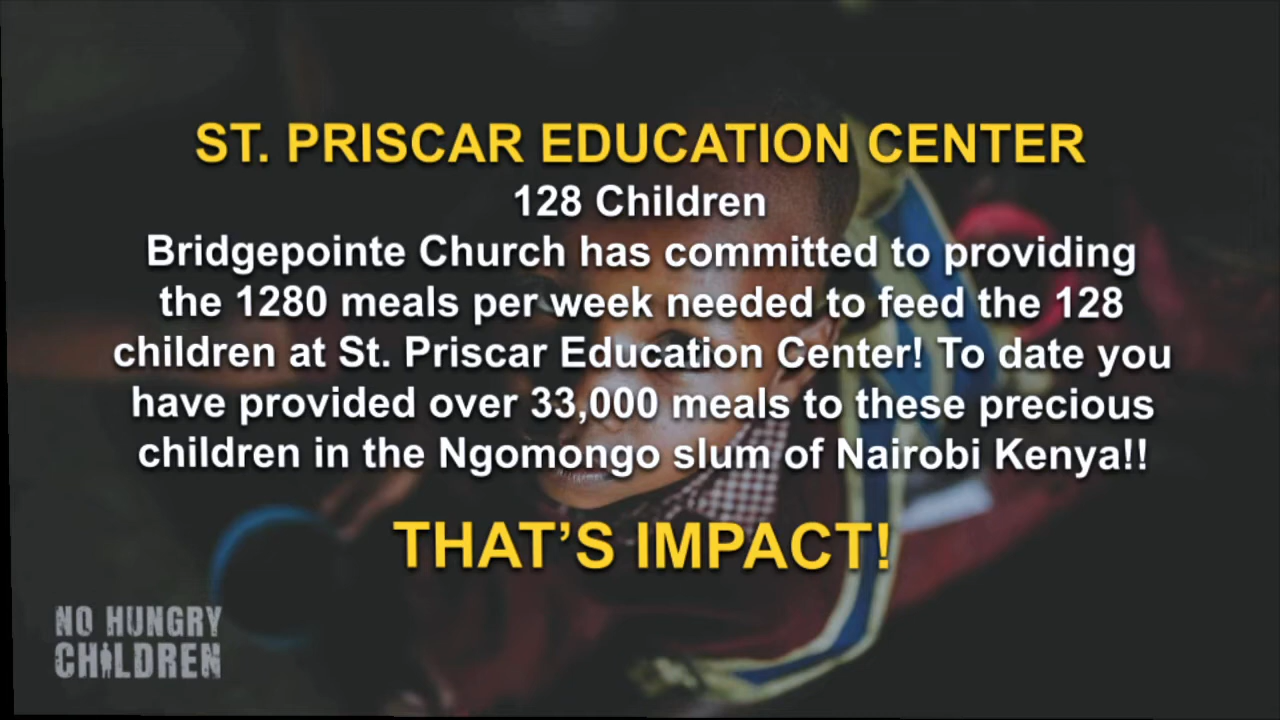 ST. PRISCAR EDUCATION CENTER
128 Children
Bridgepointe Church has committed to providing
the 1280 meals per week needed to feed the 128
children at St. Priscar Education Center! To date you
have provided over 33,000 meals to these precious
children in the Ngomongo slum of Nairobi Kenya!!
THAT’S IMPACT!
NO HUNGRY
CHILDREN